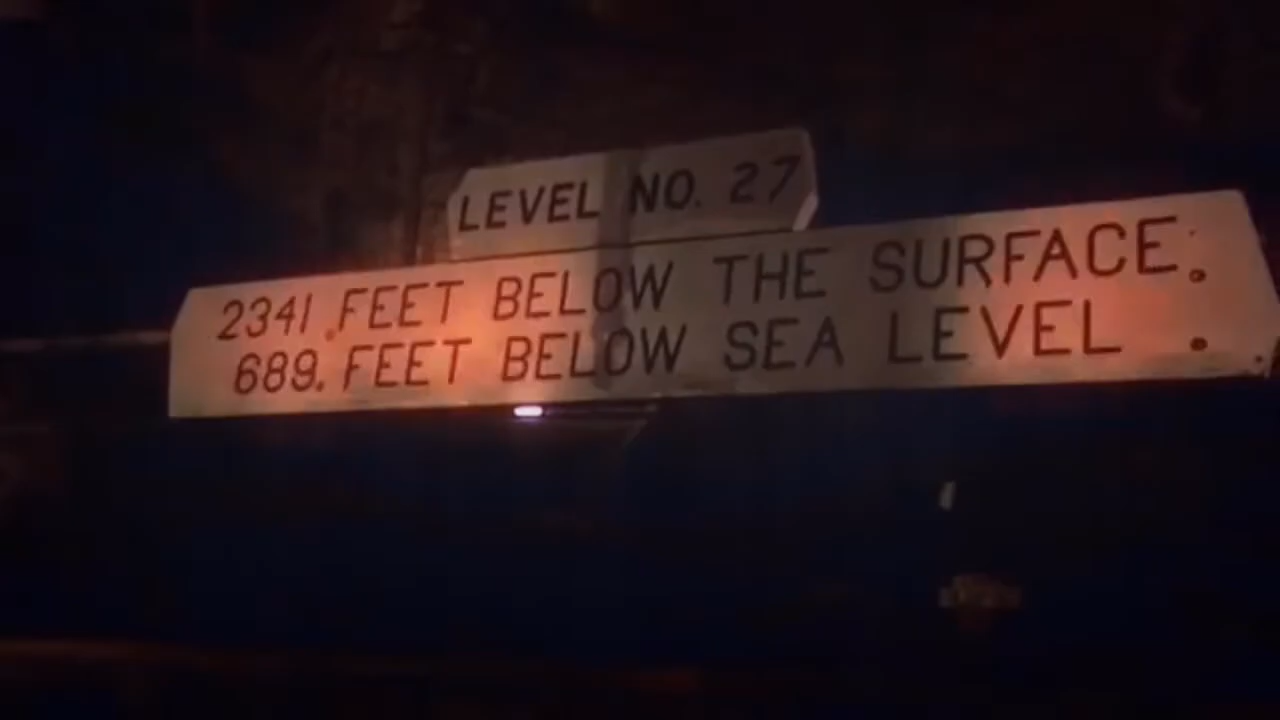 LEVEL NO. 27
2341 FEET BELOW THE SURFACE.
689. FEET BELOW SEA LEVEL .